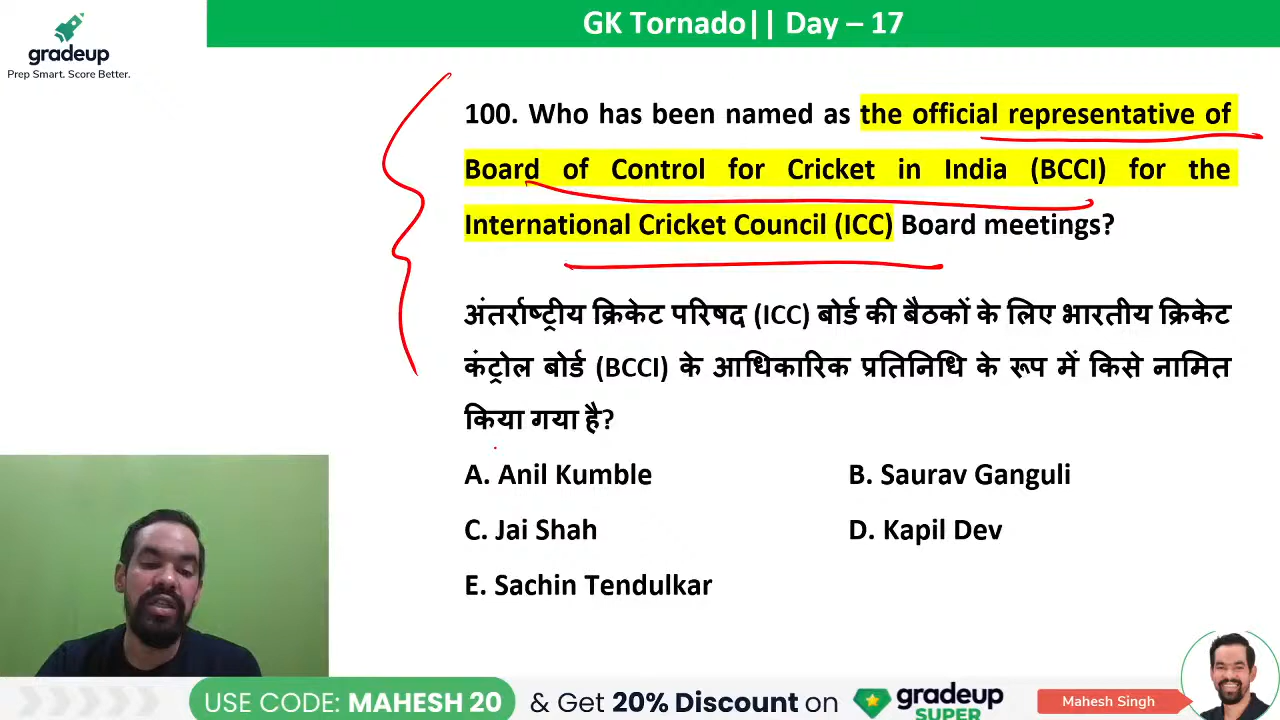 GK Tornado|| Day – 17
gradeup
Prep Smart. Score Better.
100. Who has been named as the official representative of
Board of Control for Cricket in India (BCCI) for the
International Cricket Council (ICC) Board meetings?
अंतर्राष्ट्रीय क्रिकेट परिषद (ICC) बोर्ड की बैठकों के लिए भारतीय क्रिकेट
कंट्रोल बोर्ड (BCCI) के आधिकारिक प्रतिनिधि के रूप में किसे नामित
किया गया है?
A. Anil Kumble
B. Saurav Ganguli
C. Jai Shah
D. Kapil Dev
E. Sachin Tendulkar
USE CODE: MAHESH 20 & Get 20% Discount on gradeup SUPER
Mahesh Singh